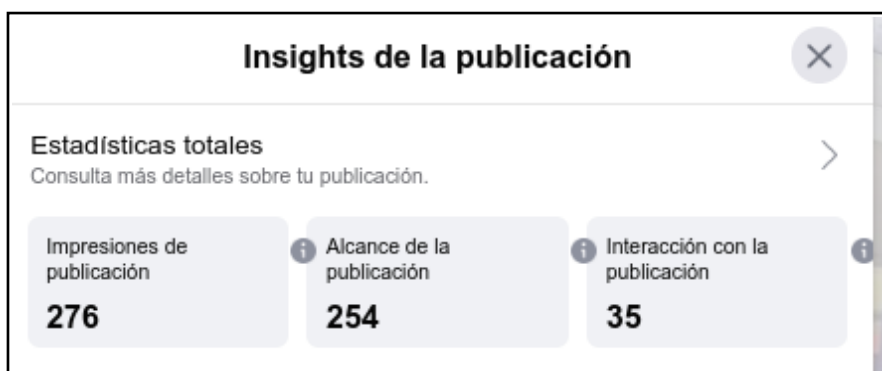 Insights de la publicación
Estadísticas totales
Consulta más detalles sobre tu publicación.
Impresiones de
publicación
276
Alcance de la
publicación
254
Interacción con la
publicación
35